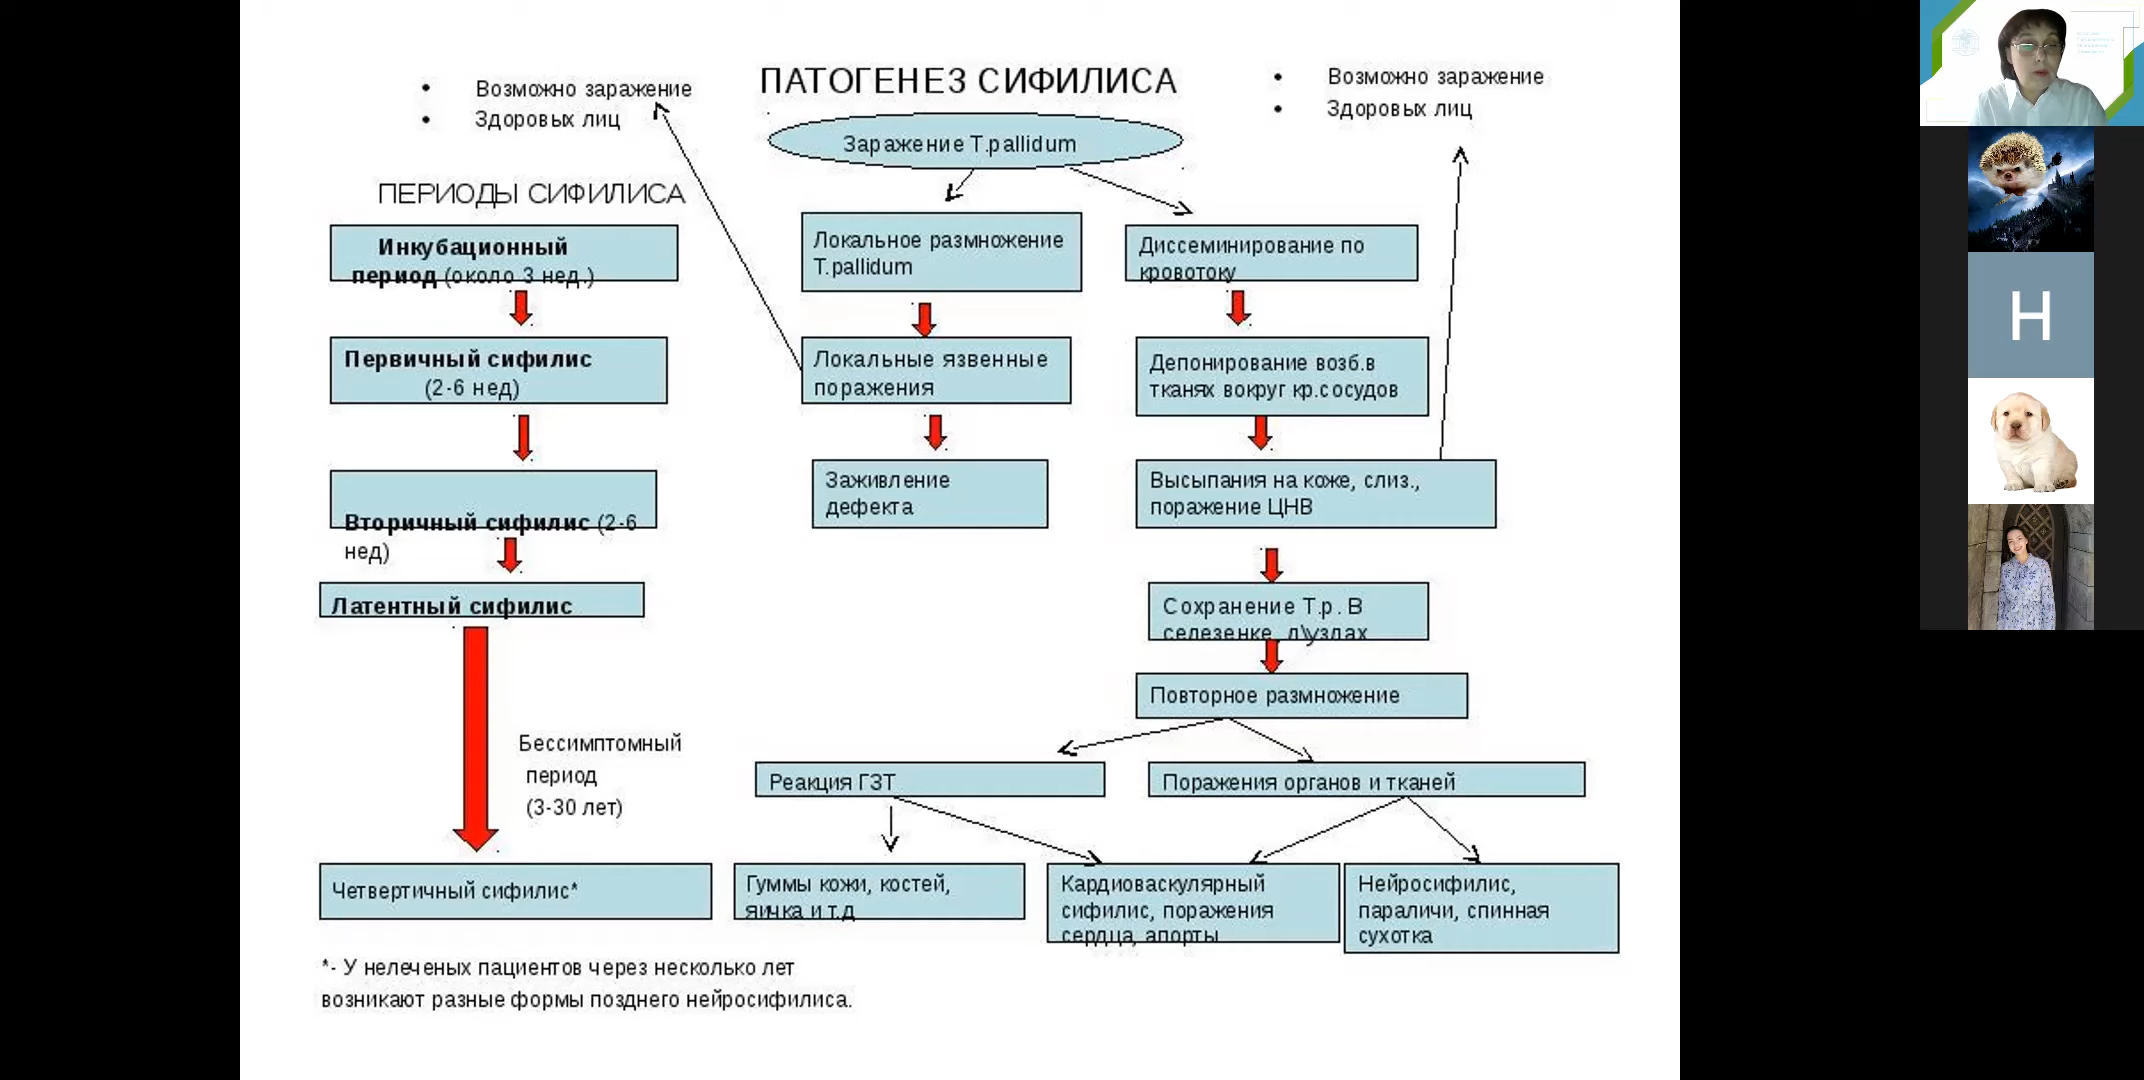 ПАТОГЕНЕЗ СИФИЛИСА
• Возможно заражение
• Здоровых лиц
• Возможно заражение
• Здоровых лиц
Заражение T.pallidum
ПЕРИОДЫ СИФИЛИСА
Инкубационный
период (около 3 нед.)
Локальное размножение
T.pallidum
Диссеминирование по
кровотоку
Первичный сифилис
(2-6 нед)
Локальные язвенные
поражения
Депонирование возб.в
тканях вокруг кр.сосудов
Вторичный сифилис (2-6
нед)
Заживление
дефекта
Высыпания на коже, слиз.,
поражение ЦНВ
Латентный сифилис
Сохранение Т.р. В
селезенке, л\уздах
Повторное размножение
Бессимптомный
период
(3-30 лет)
Реакция ГЗТ
Поражения органов и тканей
Четвертичный сифилис*
Гуммы кожи, костей,
яичка и т.д
Кардиоваскулярный
сифилис, поражения
сердца, апорты
Нейросифилис,
параличи, спинная
сухотка
*- У нелеченых пациентов через несколько лет
возникают разные формы позднего нейросифилиса.
Н